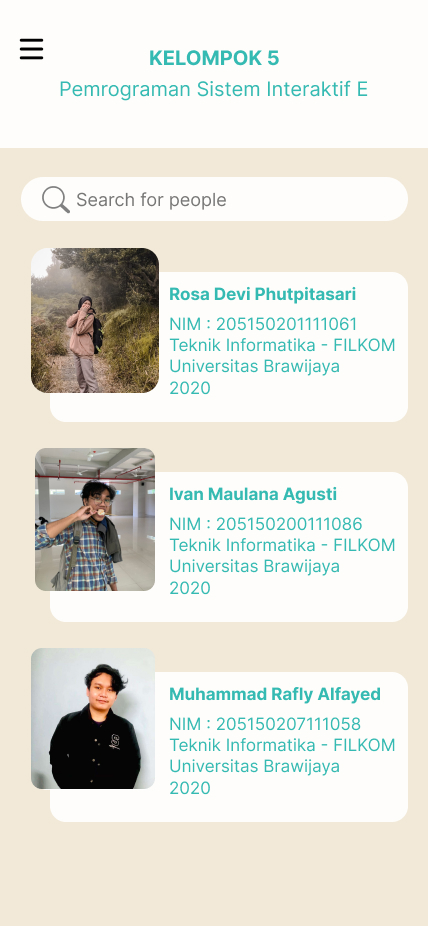 KELOMPOK 5
Pemrograman Sistem Interaktif E
Search for people
Rosa Devi Phutpitasari
NIM : 205150201111061
Teknik Informatika - FILKOM
Universitas Brawijaya
2020
Ivan Maulana Agusti
NIM : 205150200111086
Teknik Informatika - FILKOM
Universitas Brawijaya
2020
Muhammad Rafly Alfayed
NIM : 205150207111058
Teknik Informatika - FILKOM
Universitas Brawijaya
2020